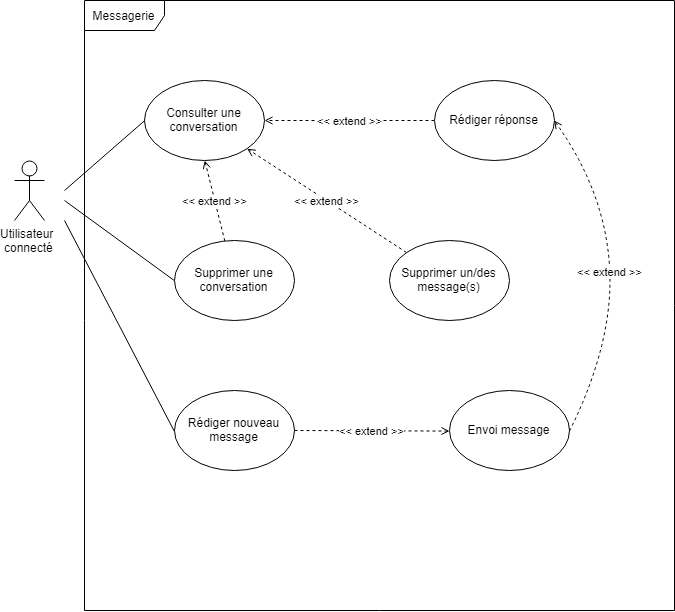 Messagerie
Consulter une
conversation
<< extend >>
Rédiger réponse
Utilisateur
connecté
<< extend >>
<< extend >>
Supprimer une
conversation
Supprimer un/des
message(s)
<< extend >>
Rédiger nouveau
message
<< extend >>
Envoi message